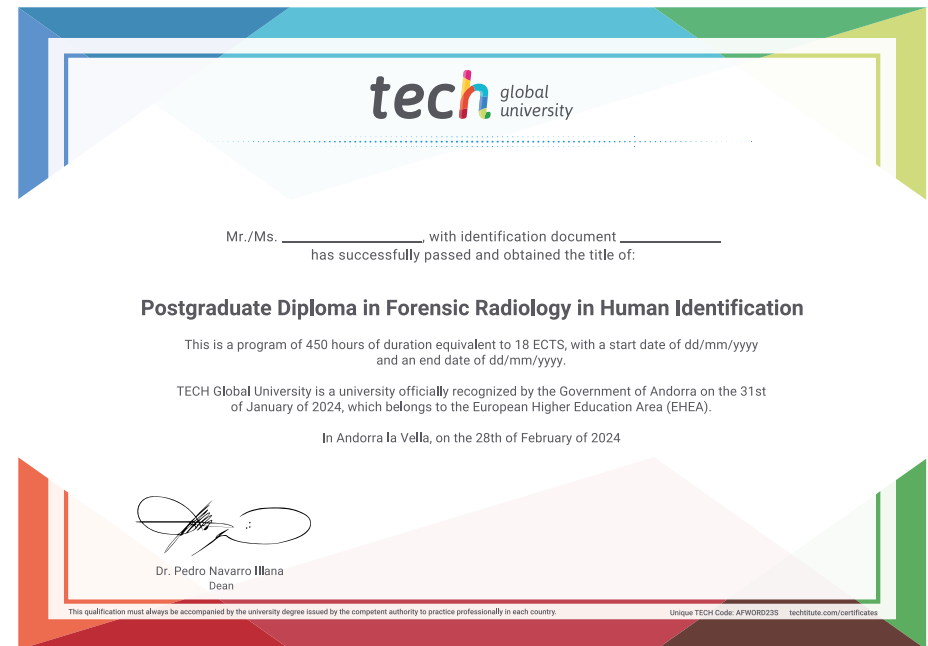 tech global university
Mr./Ms. ____________________, with identification document ______________
has successfully passed and obtained the title of:
Postgraduate Diploma in Forensic Radiology in Human Identification
This is a program of 450 hours of duration equivalent to 18 ECTS, with a start date of dd/mm/yyyy
and an end date of dd/mm/yyyy.
TECH Global University is a university officially recognized by the Government of Andorra on the 31st
of January of 2024, which belongs to the European Higher Education Area (EHEA).
In Andorra la Vella, on the 28th of February of 2024
Dr. Pedro Navarro Illana
Dean
This qualification must always be accompanied by the university degree issued by the competent authority to practice professionally in each country.
Unique TECH Code: AFWORD23S techtitute.com/certificates